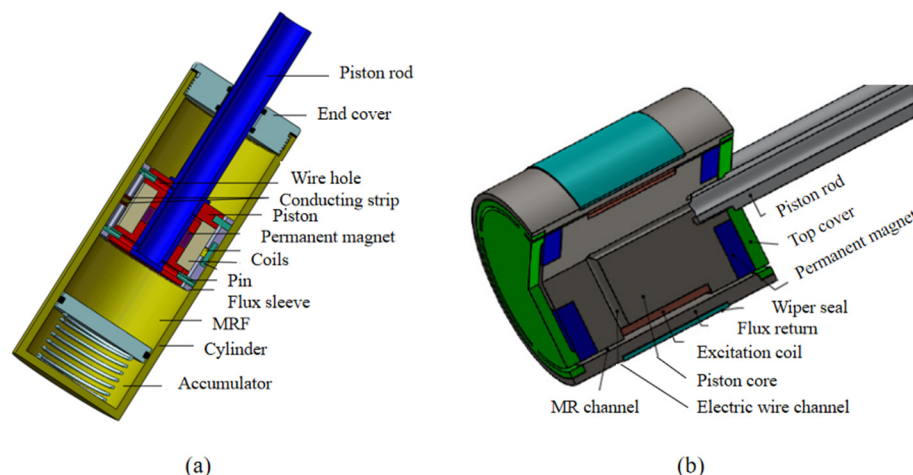 Piston rod
End cover
Wire hole
Conducting strip
Piston
Permanent magnet
Coils
Pin
Flux sleeve
MRF
Cylinder
Accumulator
(a)
Piston rod
Top cover
Permanent magne
Wiper seal
Flux return
Excitation coil
Piston core
MR channel
Electric wire channel
(b)